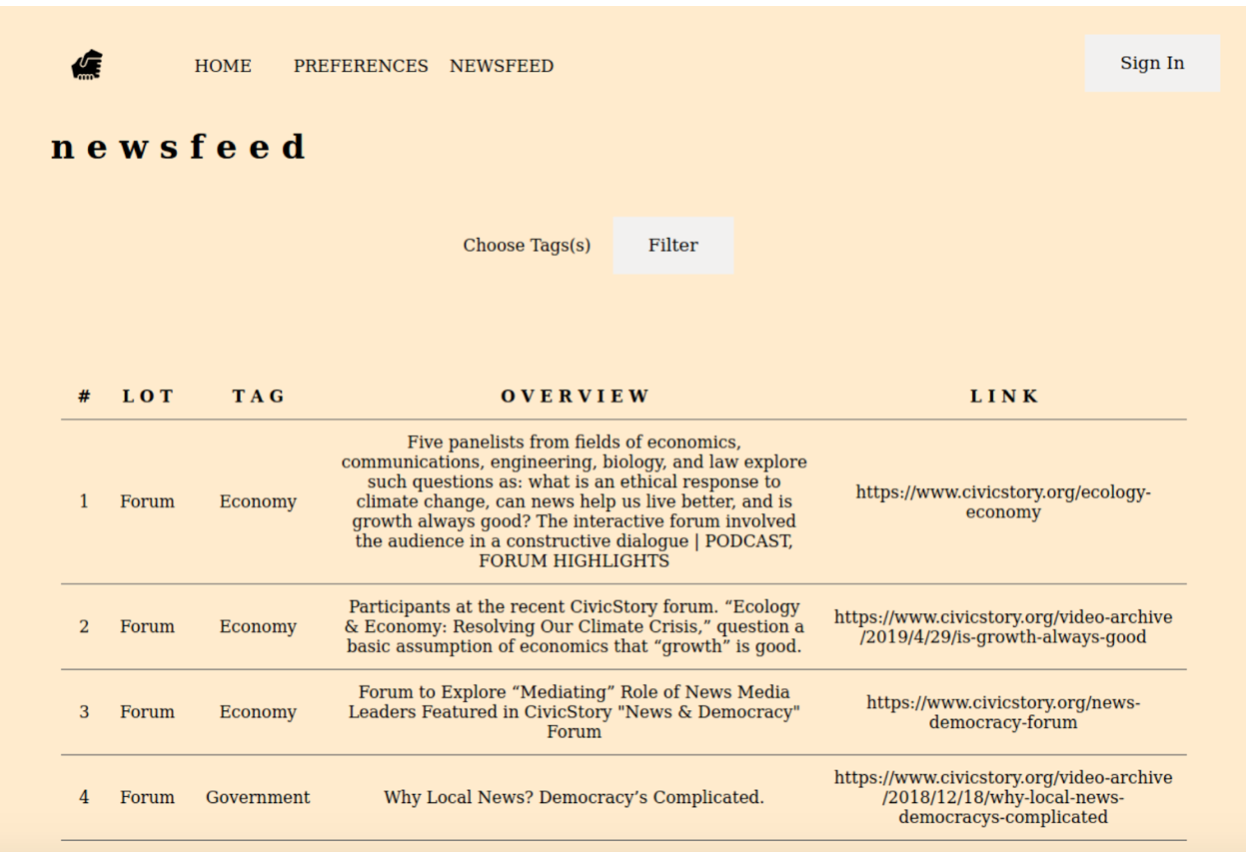 HOME PREFERENCES NEWSFEED Sign In
newsfeed
Choose Tags(s) Filter
# LOT TAG OVERVIEW LINK
Five panelists from fields of economics,
communications, engineering, biology, and law explore
such questions as: what is an ethical response to
1 Forum Economy climate change, can news help us live better, and is https://www.civicstory.org/ecology-
growth always good? The interactive forum involved economy
the audience in a constructive dialogue | PODCAST,
FORUM HIGHLIGHTS
Participants at the recent CivicStory forum. “Ecology https://www.civicstory.org/video-archive
2 Forum Economy & Economy: Resolving Our Climate Crisis,” question a /2019/4/29/is-growth-always-good
basic assumption of economics that “growth” is good.
Forum to Explore “Mediating” Role of News Media https://www.civicstory.org/news-
3 Forum Economy Leaders Featured in CivicStory "News & Democracy" democracy-forum
Forum
https://www.civicstory.org/video-archive
4 Forum Government Why Local News? Democracy’s Complicated. /2018/12/18/why-local-news-
democracys-complicated